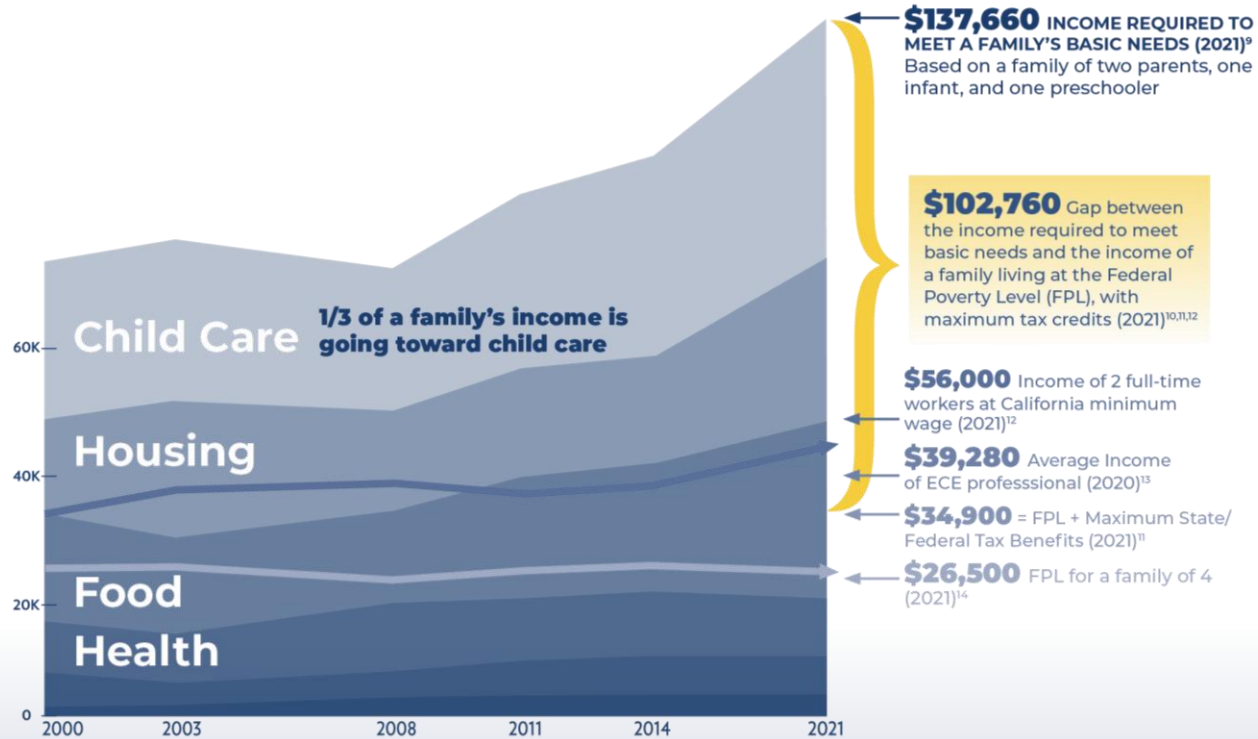 $137,660 INCOME REQUIRED TO
MEET A FAMILY'S BASIC NEEDS (2021)⁹
Based on a family of two parents, one
infant, and one preschooler
$102,760 Gap between
the income required to meet
basic needs and the income of
a family living at the Federal
Poverty Level (FPL), with
maximum tax credits (2021)¹⁰,¹¹,¹²
1/3 of a family's income is
going toward child care
Child Care
60K
$56,000 Income of 2 full-time
workers at California minimum
wage (2021)¹²
Housing
40K
$39,280 Average Income
of ECE professsional (2020)¹³
$34,900 = FPL + Maximum State/
Federal Tax Benefits (2021)¹¹
$26,500 FPL for a family of 4
(2021)¹⁴
Food
20K
Health
0
2000 2003 2008 2011 2014 2021